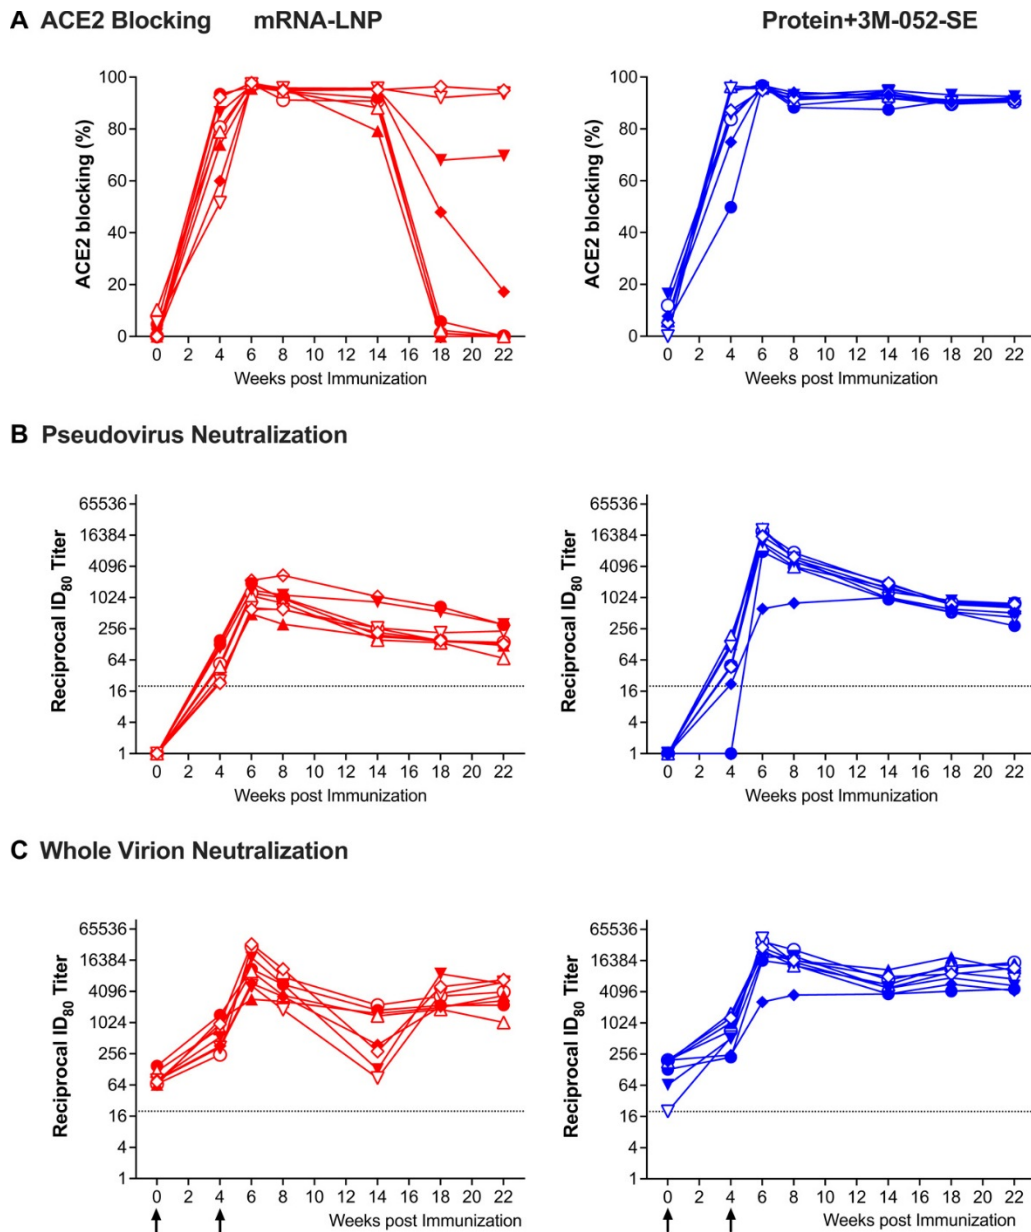 A ACE2 Blocking mRNA-LNP Protein+3M-052-SE
ACE2 blocking (%)
100
80
60
40
20
0
0 2 4 6 8 10 12 14 16 18 20 22
Weeks post Immunization
ACE2 blocking (%)
100
80
60
40
20
0
0 2 4 6 8 10 12 14 16 18 20 22
Weeks post Immunization
B Pseudovirus Neutralization
Reciprocal ID80 Titer
65536
16384
4096
1024
256
64
16
4
1
0 2 4 6 8 10 12 14 16 18 20 22
Weeks post Immunization
Reciprocal ID80 Titer
65536
16384
4096
1024
256
64
16
4
1
0 2 4 6 8 10 12 14 16 18 20 22
Weeks post Immunization
C Whole Virion Neutralization
Reciprocal ID80 Titer
65536
16384
4096
1024
256
64
16
4
1
0 2 4 6 8 10 12 14 16 18 20 22
Weeks post Immunization
Reciprocal ID80 Titer
65536
16384
4096
1024
256
64
16
4
1
0 2 4 6 8 10 12 14 16 18 20 22
Weeks post Immunization